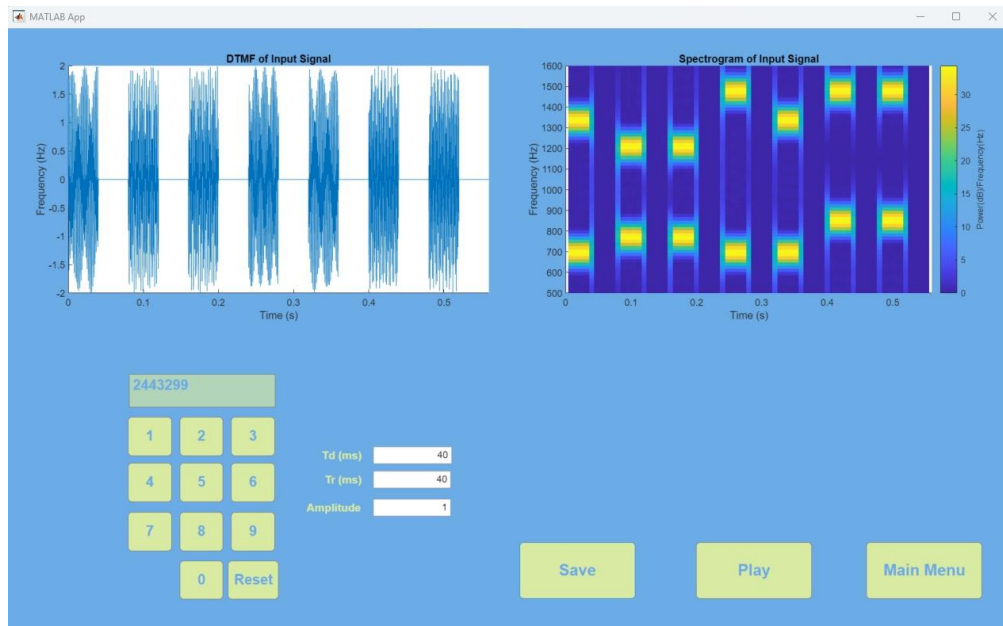 MATLAB App
DTMF of Input Signal
2
1.5
1
0.5
0
-0.5
-1
-1.5
-2
Frequency (Hz)
0 0.1 0.2 0.3 0.4 0.5
Time (s)
Spectrogram of Input Signal
1600
1500
1400
1300
1200
1100
1000
900
800
700
600
500
Frequency (Hz)
0 0.1 0.2 0.3 0.4 0.5
Time (s)
30
25
20
15
10
5
0
Power(dB)/Frequency(Hz)
2443299
1 2 3
4 5 6
7 8 9
0 Reset
Td (ms) 40
Tr (ms) 40
Amplitude 1
Save Play Main Menu